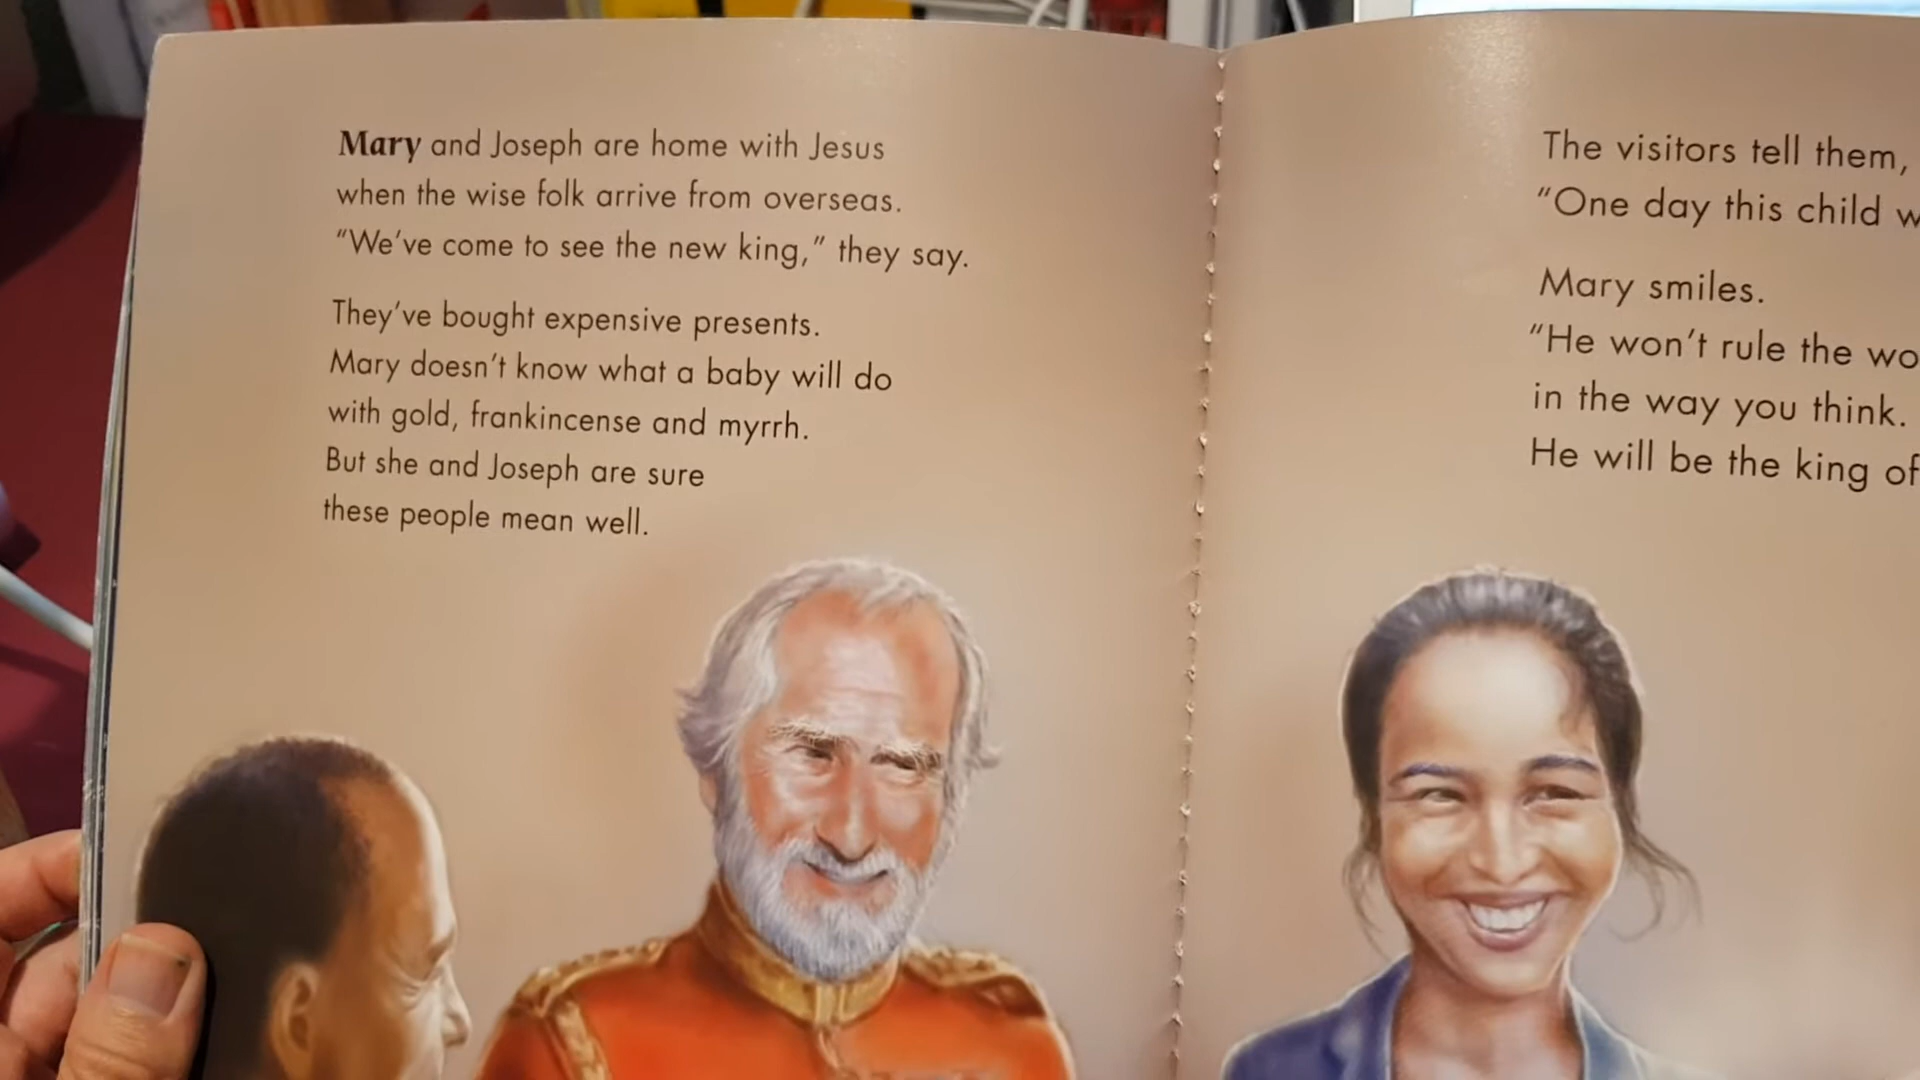 Mary and Joseph are home with Jesus
when the wise folk arrive from overseas.
“We’ve come to see the new king,” they say.
They’ve bought expensive presents.
Mary doesn’t know what a baby will do
with gold, frankincense and myrrh.
But she and Joseph are sure
these people mean well.
The visitors tell them,
“One day this child
Mary smiles.
“He won’t rule the
in the way you think.
He will be the king of